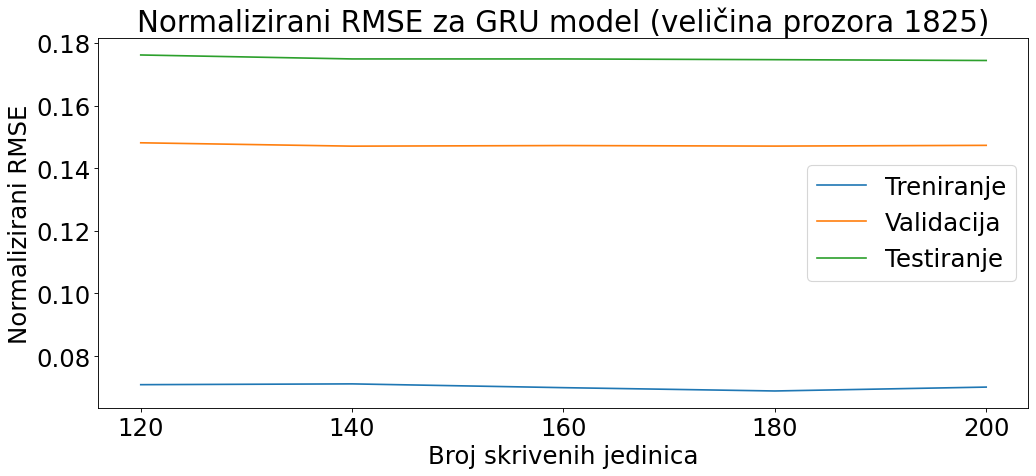 Normalizirani RMSE za GRU model (veličina prozora 1825)
0.18
0.16
0.14
0.12
0.10
0.08
Normalizirani RMSE
Treniranje
Validacija
Testiranje
120 140 160 180 200
Broj skrivenih jedinica